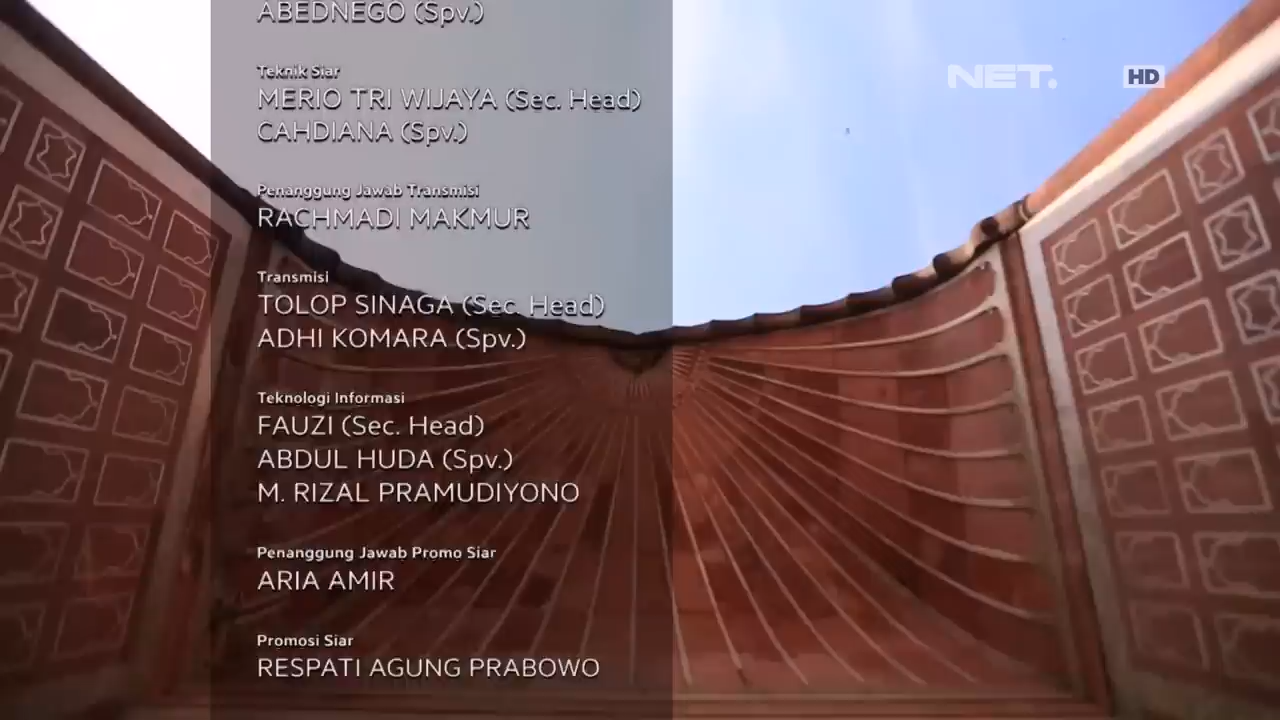 ABEDNEGO (Spv.)
NET.
HD
Teknik Siar
MERIO TRI WIJAYA (Sec. Head)
CAHDIANA (Spv.)
Penanggung Jawab Transmisi
RACHMADI MAKMUR
Transmisi
TOLOP SINAGA (Sec. Head)
ADHI KOMARA (Spv.)
Teknologi Informasi
FAUZI (Sec. Head)
ABDUL HUDA (Spv.)
M. RIZAL PRAMUDIYONO
Penanggung Jawab Promo Siar
ARIA AMIR
Promosi Siar
RESPATI AGUNG PRABOWO